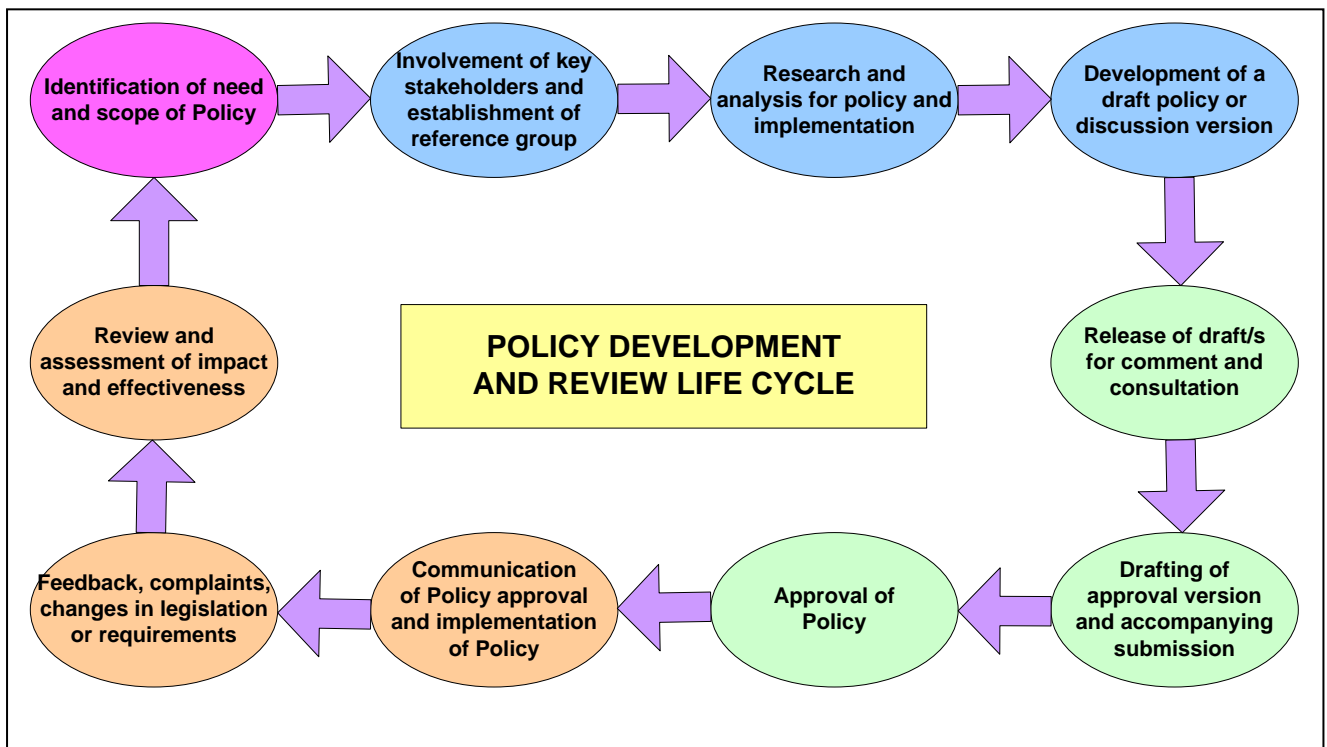 Identification of need
and scope of Policy
Involvement of key
stakeholders and
establishment of
reference group
Research and
analysis for policy and
implementation
Development of a
draft policy or
discussion version
Release of draft/s
for comment and
consultation
Drafting of
approval version
and accompanying
submission
Approval of
Policy
Communication
of Policy approval
and implementation
of Policy
Feedback, complaints,
changes in legislation
or requirements
Review and
assessment of impact
and effectiveness
POLICY DEVELOPMENT
AND REVIEW LIFE CYCLE